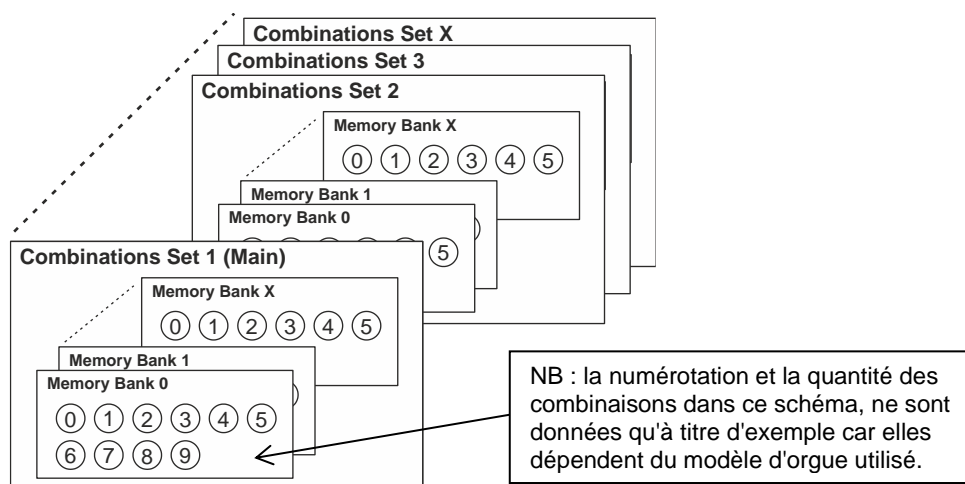 Combinations Set X
Combinations Set 3
Combinations Set 2
Memory Bank X
0 1 2 3 4 5
Memory Bank 1
Memory Bank 0
5
Combinations Set 1 (Main)
Memory Bank X
0 1 2 3 4 5
Memory Bank 1
Memory Bank 0
0 1 2 3 4 5
6 7 8 9
NB : la numérotation et la quantité des
combinaisons dans ce schéma, ne sont
données qu'à titre d'exemple car elles
dépendent du modèle d'orgue utilisé.